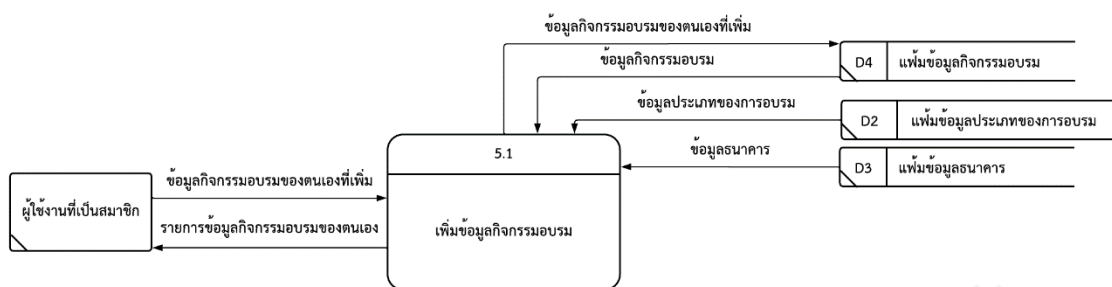 ข้อมูลกิจกรรมอบรมของตนเองที่เพิ่ม
ข้อมูลกิจกรรมอบรม
D4 แฟ้มข้อมูลกิจกรรมอบรม
ข้อมูลประเภทของการอบรม
D2 แฟ้มข้อมูลประเภทของการอบรม
5.1
ข้อมูลธนาคาร
D3 แฟ้มข้อมูลธนาคาร
ข้อมูลกิจกรรมอบรมของตนเองที่เพิ่ม
ผู้ใช้งานที่เป็นสมาชิก
รายการข้อมูลกิจกรรมอบรมของตนเอง
เพิ่มข้อมูลกิจกรรมอบรม